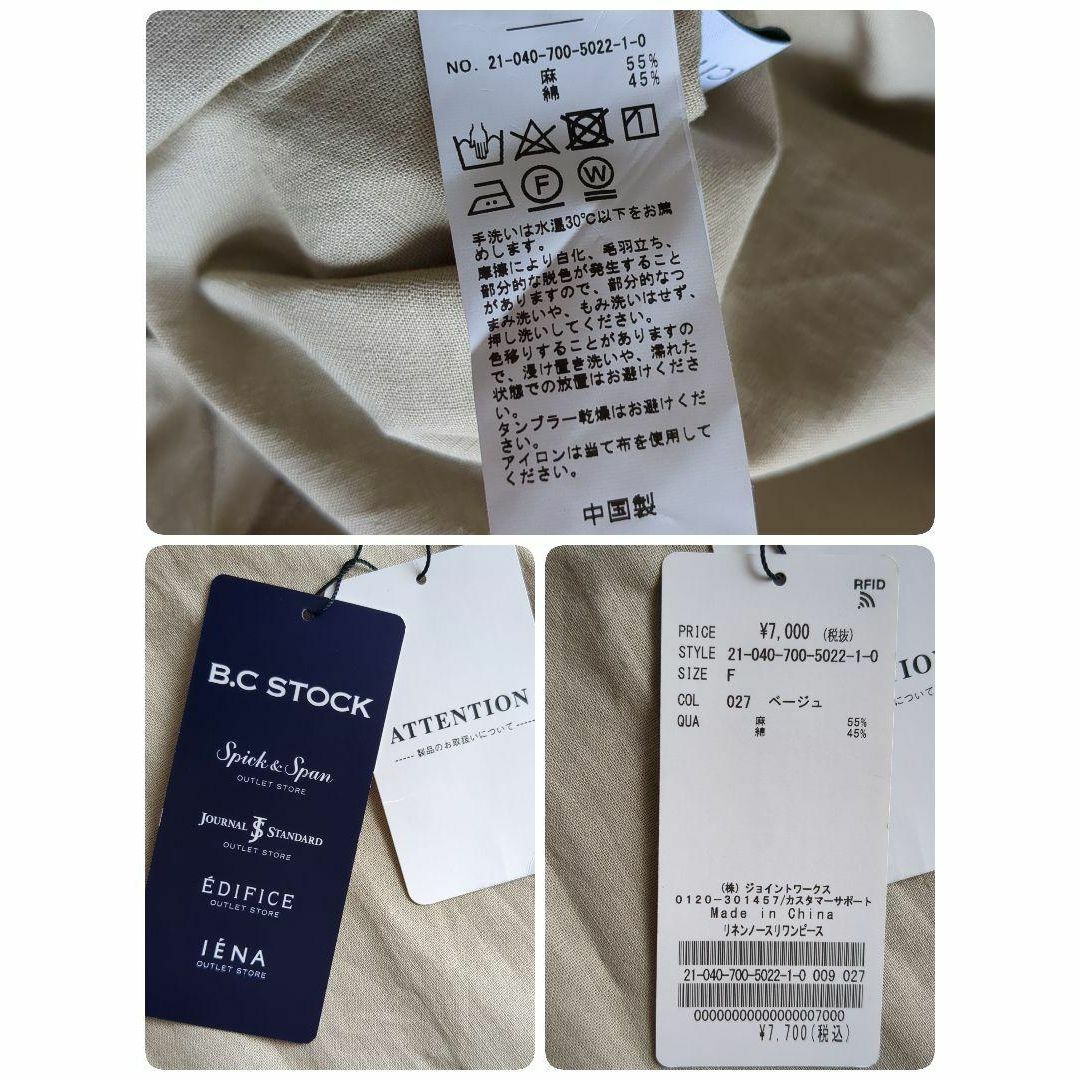 NO. 21-040-700-5022-1-0
麻 55%
綿 45%
F
W
手洗いは水温30℃以下をお薦
めします。
摩擦により白化、毛羽立ち、
部分的な脱色が発生すること
がありますので、部分的なつ
まみ洗いや、もみ洗いはせず、
押し洗いしてください。
色移りすることがありますの
で、浸け置き洗いや、濡れた
状態での放置はお避けくださ
い。
タンブラー乾燥はお避けくだ
さい。
アイロンは当て布を使用して
ください。
中国製
B.C STOCK
Spick & Span
OUTLET STORE
JOURNAL JS STANDARD
OUTLET STORE
ÉDIFICE
OUTLET STORE
IÉNA
OUTLET STORE
ATTENTION
----- 製品のお取扱いについて -----
RFID
PRICE ¥7,000 (税抜)
STYLE 21-040-700-5022-1-0
SIZE F
COL 027 ベージュ
QUA 麻 55%
綿 45%
(株)ジョイントワークス
0120-301457/カスタマーサポート
Made in China
リネンノースリワンピース
21-040-700-5022-1-0 009 027
00000000000000007000
¥7,700(税込)